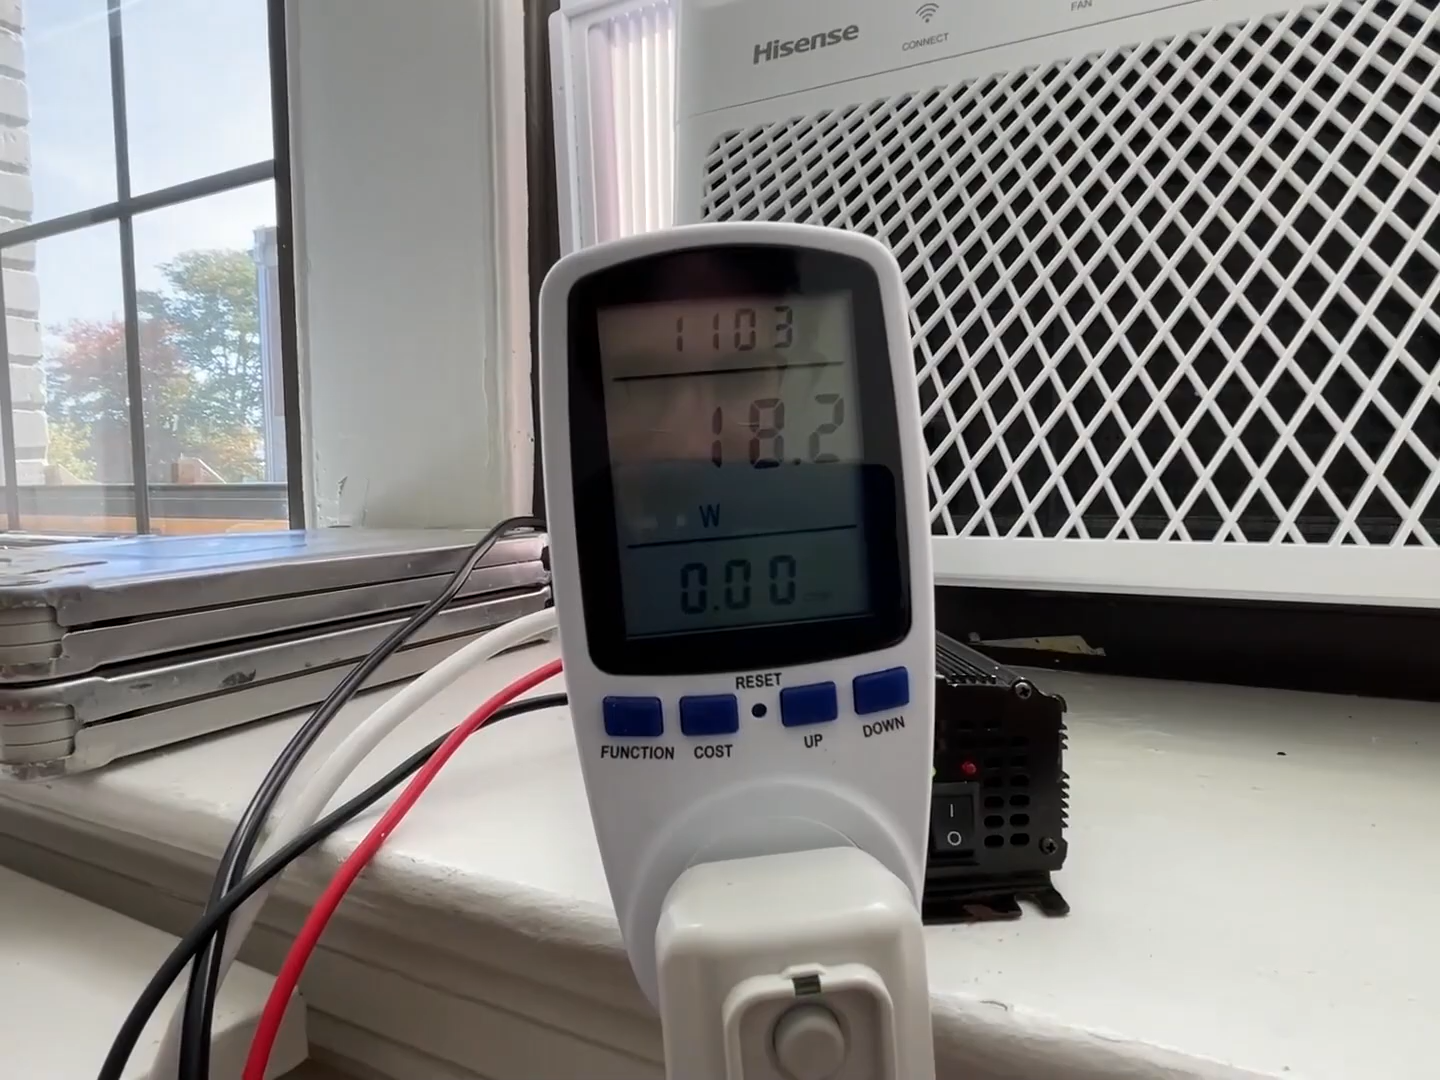 Hisense
CONNECT
FAN
1103
18.2
W
0.00
RESET
FUNCTION
COST
UP
DOWN
I
O